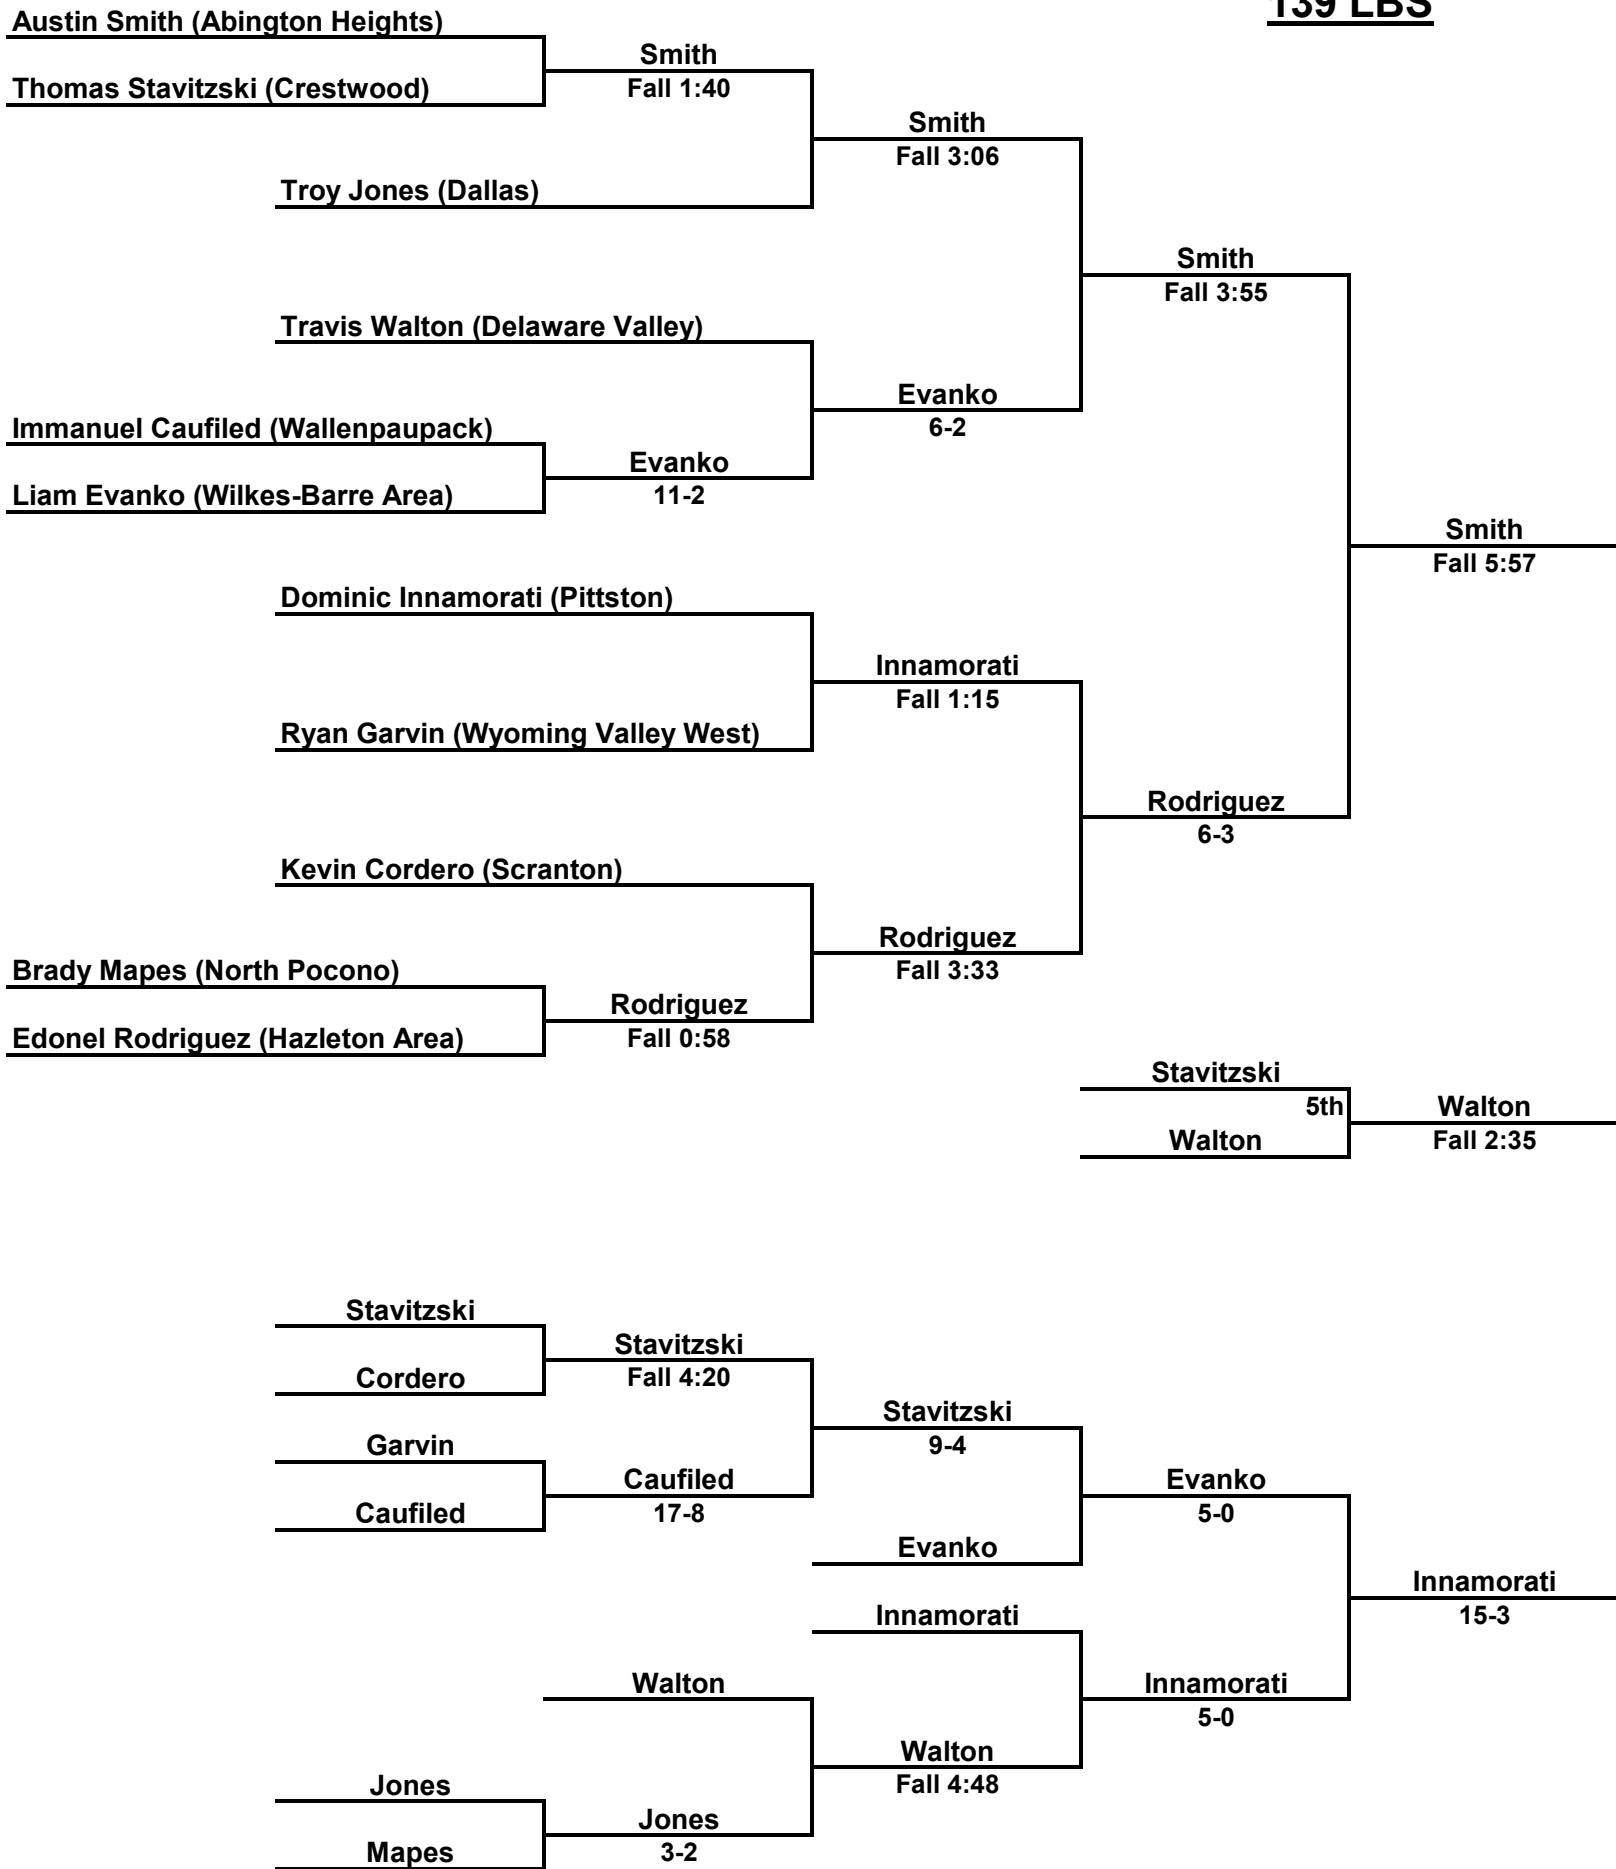 139 LBS
Austin Smith (Abington Heights)
Smith
Thomas Stavitzski (Crestwood)
Fall 1:40
Smith
Fall 3:06
Troy Jones (Dallas)
Smith
Fall 3:55
Travis Walton (Delaware Valley)
Evanko
6-2
Immanuel Caufiled (Wallenpaupack)
Evanko
11-2
Liam Evanko (Wilkes-Barre Area)
Smith
Fall 5:57
Dominic Innamorati (Pittston)
Innamorati
Fall 1:15
Ryan Garvin (Wyoming Valley West)
Rodriguez
6-3
Kevin Cordero (Scranton)
Rodriguez
Fall 3:33
Brady Mapes (North Pocono)
Rodriguez
Fall 0:58
Edonel Rodriguez (Hazleton Area)
Stavitzski
5th
Walton
Walton
Fall 2:35
Stavitzski
Stavitzski
Fall 4:20
Cordero
Stavitzski
9-4
Garvin
Caufiled
17-8
Caufiled
Evanko
5-0
Evanko
Innamorati
15-3
Innamorati
Walton
Innamorati
5-0
Walton
Fall 4:48
Jones
Jones
3-2
Mapes